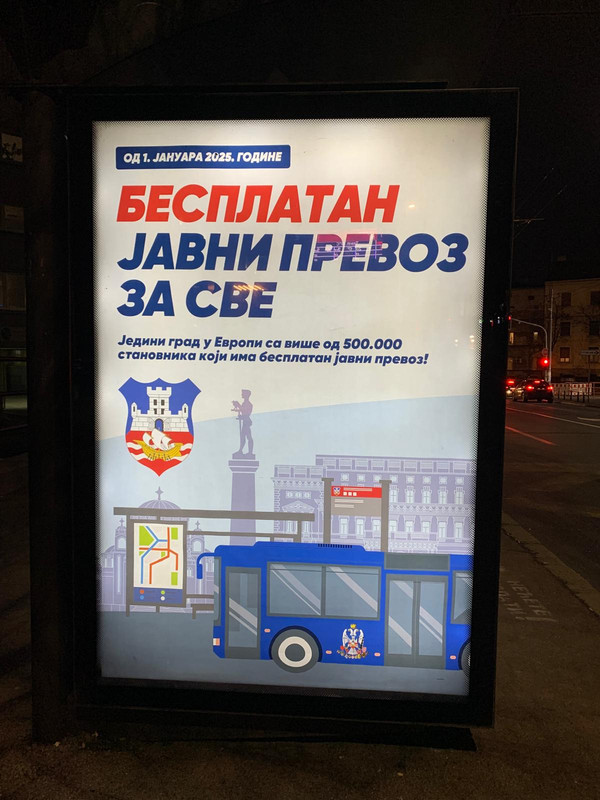 ОД 1. ЈАНУАРА 2025. ГОДИНЕ
БЕСПЛАТАН
ЈАВНИ ПРЕВОЗ
ЗА СВЕ
Једини град у Европи са више од 500.000
становника који има бесплатан јавни превоз!